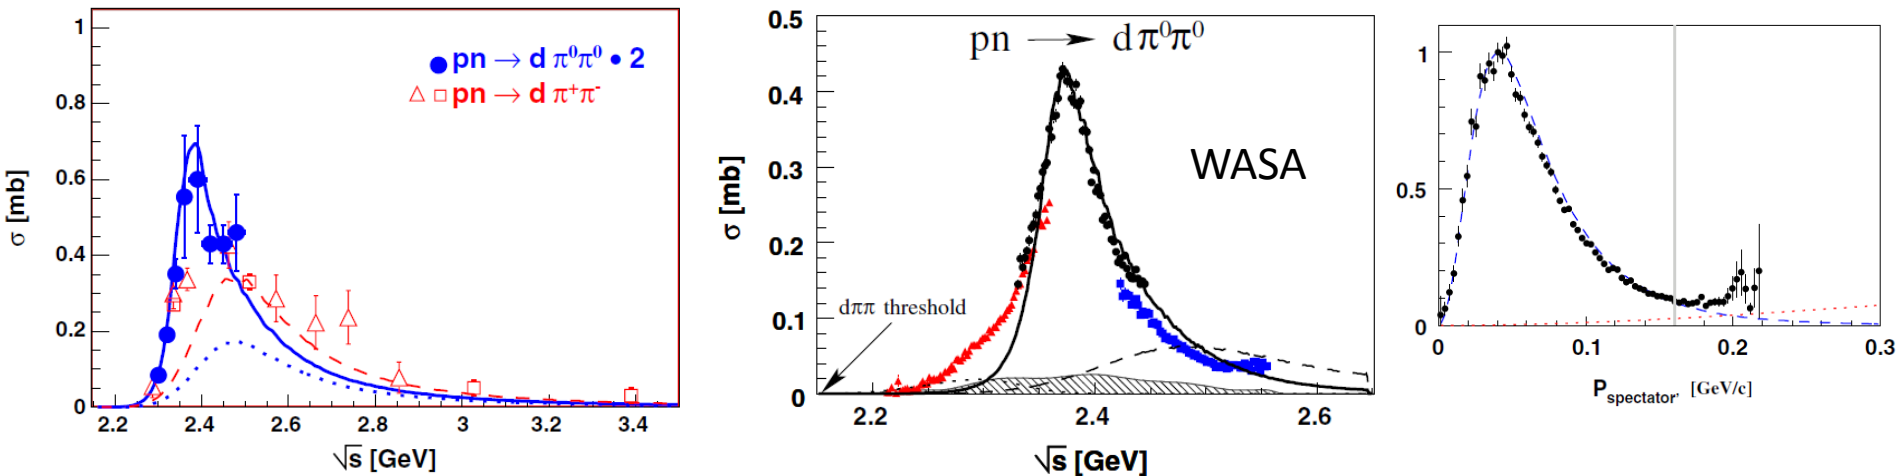 1
0.8
0.6
0.4
0.2
0
σ [mb]
pn → d π⁰π⁰ • 2
pn → d π⁺π⁻
2.2 2.4 2.6 2.8 3 3.2 3.4
√s [GeV]
0.5
0.4
0.3
0.2
0.1
0
σ [mb]
pn → d π⁰π⁰
WASA
dππ threshold
2.2 2.4 2.6
√s [GeV]
1
0.5
0
0 0.1 0.2 0.3
P_spectator, [GeV/c]